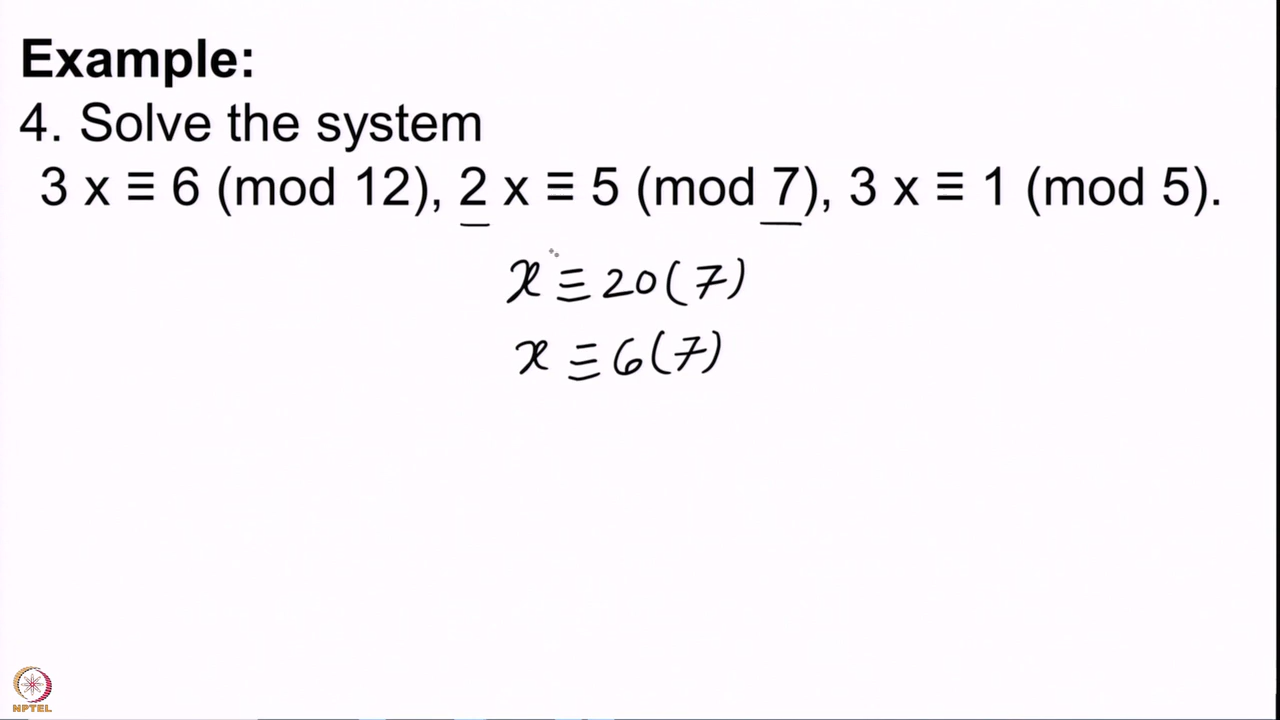 Example:
4. Solve the system
3 x ≡ 6 (mod 12), 2 x ≡ 5 (mod 7), 3 x ≡ 1 (mod 5).
x ≡ 20(7)
x ≡ 6(7)
NPTEL